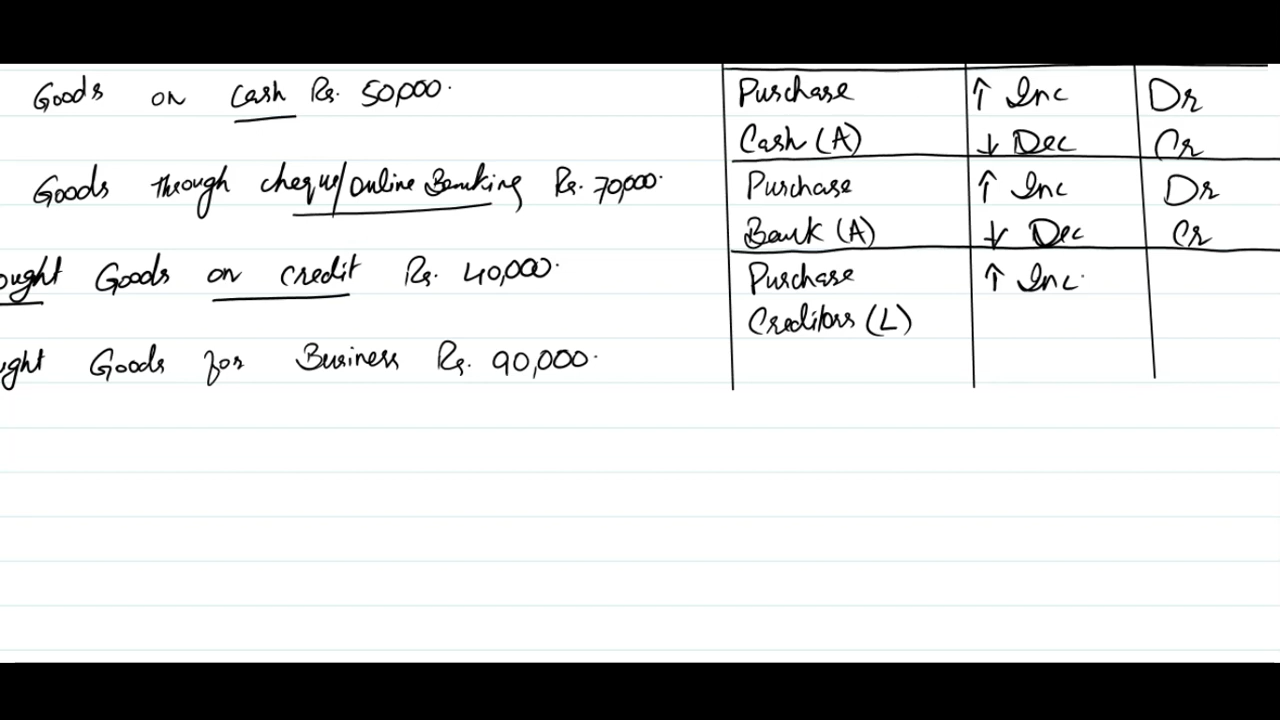 Goods on Cash Rs. 50,000.
Purchase ↑ Inc Dr
Cash (A) ↓ Dec Cr
Goods through cheque/online Banking Rs. 70,000.
Purchase ↑ Inc Dr
Bank (A) ↓ Dec Cr
ought Goods on credit Rs. 40,000.
Purchase ↑ Inc.
Creditors (L)
ught Goods for Business Rs. 90,000.